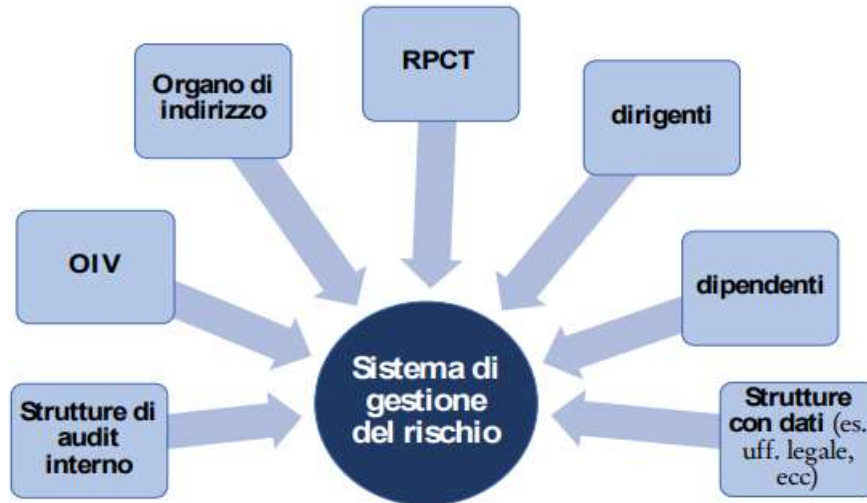 RPCT
Organo di
indirizzo
dirigenti
OIV
dipendenti
Strutture di
audit
interno
Sistema di
gestione
del rischio
Strutture
con dati (es.
uff. legale,
ecc)